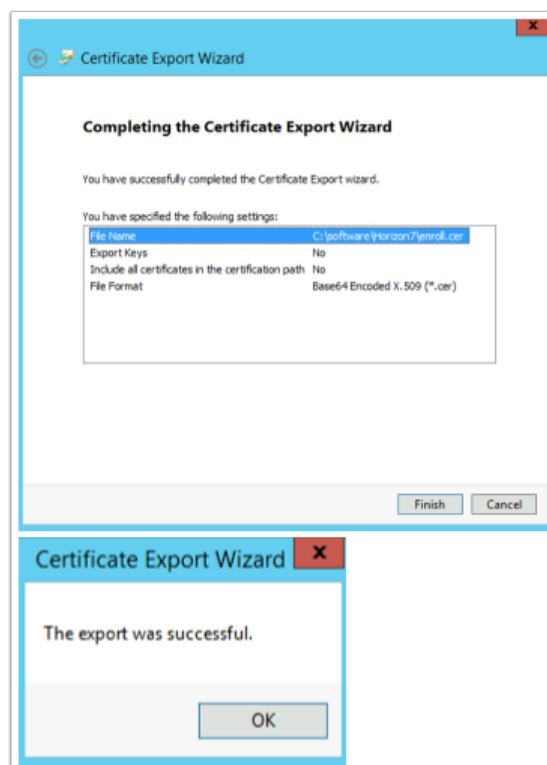 x
Certificate Export Wizard
Completing the Certificate Export Wizard
You have successfully completed the Certificate Export wizard.
You have specified the following settings:
File Name C:\software\Horizon7\enroll.cer
Export Keys No
Include all certificates in the certification path No
File Format Base64 Encoded X.509 (*.cer)
Finish Cancel
Certificate Export Wizard x
The export was successful.
OK